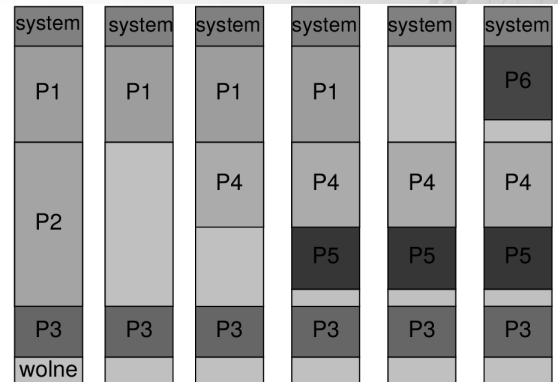 system system system system system system
P6
P1 P1 P1 P1
P4 P4 P4 P4
P2
P5 P5 P5
P3 P3 P3 P3 P3 P3
wolne